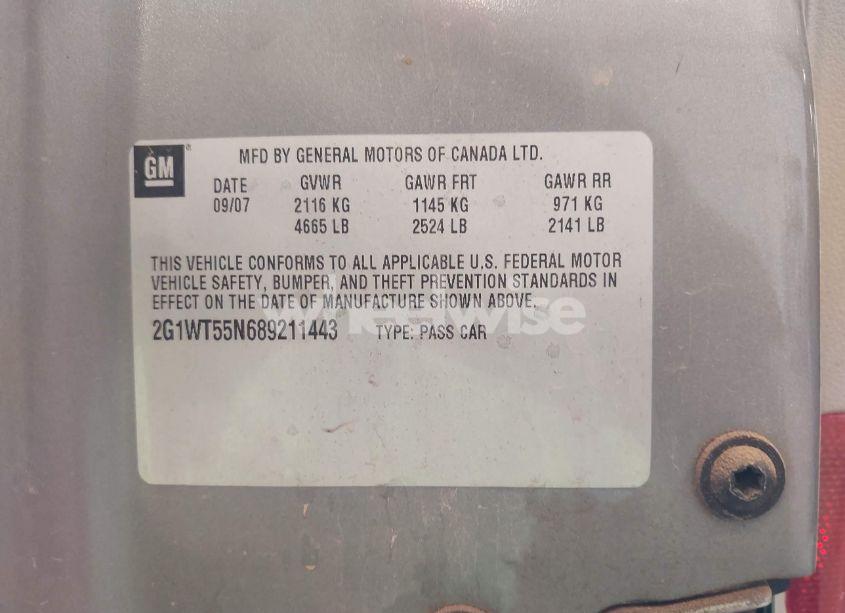 GM
MFD BY GENERAL MOTORS OF CANADA LTD.
DATE GVWR GAWR FRT GAWR RR
09/07 2116 KG 1145 KG 971 KG
4665 LB 2524 LB 2141 LB
THIS VEHICLE CONFORMS TO ALL APPLICABLE U.S. FEDERAL MOTOR
VEHICLE SAFETY, BUMPER, AND THEFT PREVENTION STANDARDS IN
EFFECT ON THE DATE OF MANUFACTURE SHOWN ABOVE.
wheelwise
2G1WT55N689211443 TYPE: PASS CAR